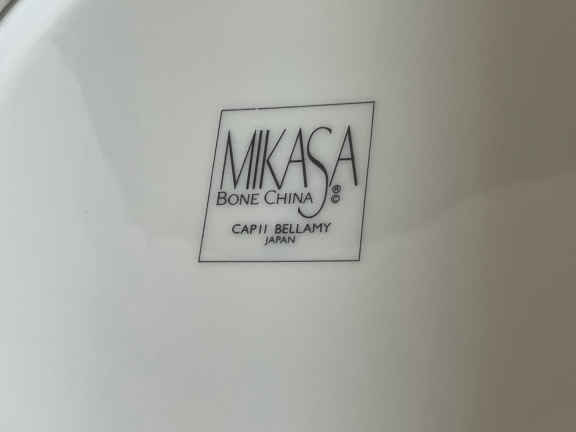 MIKASA
BONE CHINA ® ©
CAP11 BELLAMY
JAPAN